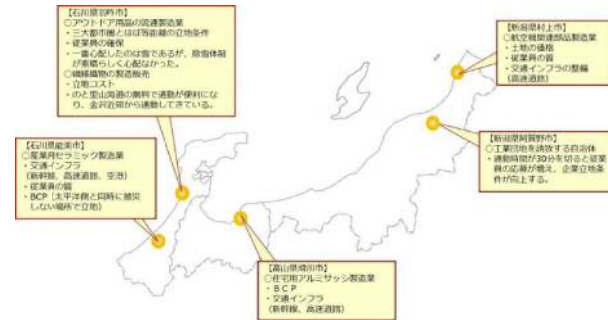 【石川県羽咋市】
○アウトドア用品の流通製造業
・三大都市圏とほぼ等距離の立地条件
・従業員の確保
・一番心配したのは雪であるが、除雪体制
が素晴らしく心配なかった。
○繊維織物の製造販売
・立地コスト
・のと里山海道の無料で通勤が便利にな
り、金沢近郊から通勤してきている。
【石川県能美市】
○産業用セラミック製造業
・交通インフラ
(新幹線、高速道路、空港)
・従業員の質
・BCP(太平洋側と同時に被災
しない場所で立地)
【富山県滑川市】
○住宅用アルミサッシ製造業
・BCP
・交通インフラ
(新幹線、高速道路)
【新潟県村上市】
○航空機関連部品製造業
・土地の価格
・従業員の質
・交通インフラの整備
(高速道路)
【新潟県阿賀野市】
○工業団地を誘致する自治体
・通勤時間が30分を切ると従業
員の応募が増え、企業立地条
件が向上する。